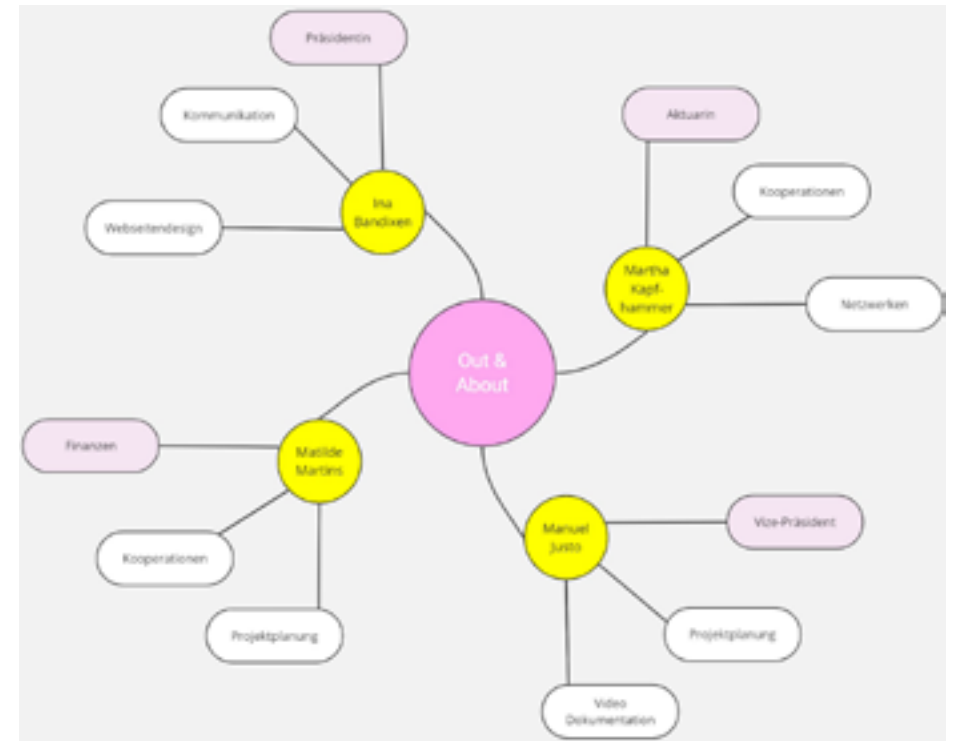 Präsidentin
Kommunikation
Webseitendesign
Ina
Bandixen
Aktuarin
Kooperationen
Netzwerken
Martha
Kapf-
hammer
Out &
About
Finanzen
Matilde
Martins
Kooperationen
Projektplanung
Manuel
Justo
Vize-Präsident
Projektplanung
Video
Dokumentation